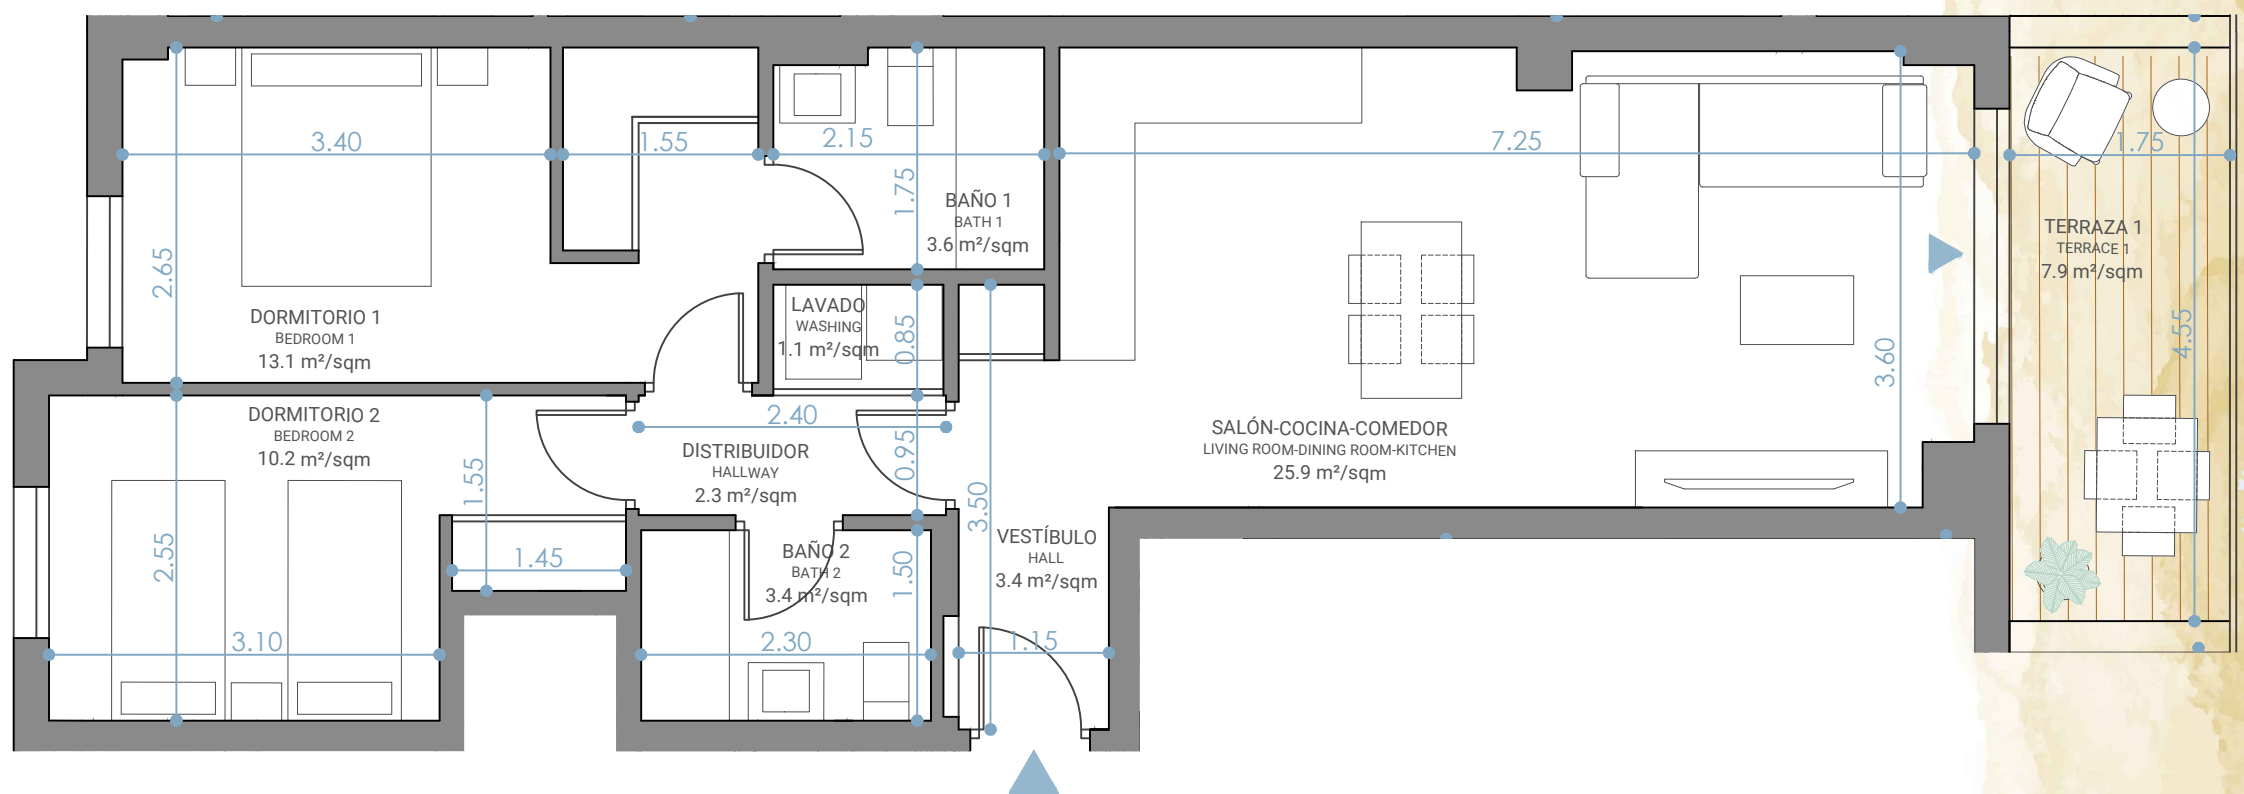 3.40
1.55
2.15
7.25
1.75
1.75
BAÑO 1
BATH 1
3.6 m²/sqm
TERRAZA 1
TERRACE 1
7.9 m²/sqm
2.65
DORMITORIO 1
BEDROOM 1
13.1 m²/sqm
LAVADO
WASHING
1.1 m²/sqm
0.85
3.60
4.55
DORMITORIO 2
BEDROOM 2
10.2 m²/sqm
2.40
DISTRIBUIDOR
HALLWAY
2.3 m²/sqm
0.95
SALÓN-COCINA-COMEDOR
LIVING ROOM-DINING ROOM-KITCHEN
25.9 m²/sqm
1.55
3.50
2.55
1.45
BAÑO 2
BATH 2
3.4 m²/sqm
1.50
VESTÍBULO
HALL
3.4 m²/sqm
3.10
2.30
1.15